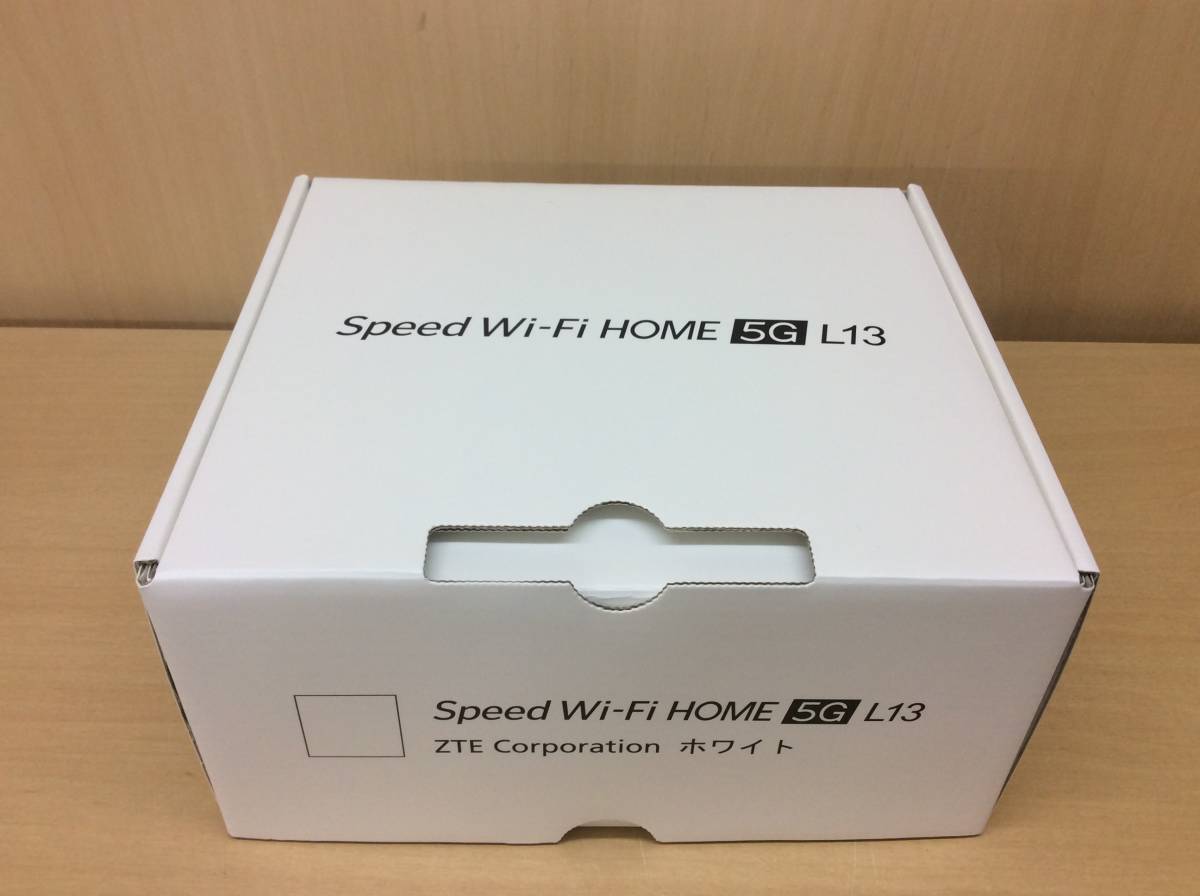 Speed Wi-Fi HOME 5G L13
Speed Wi-Fi HOME 5G L13
ZTE Corporation ホワイト